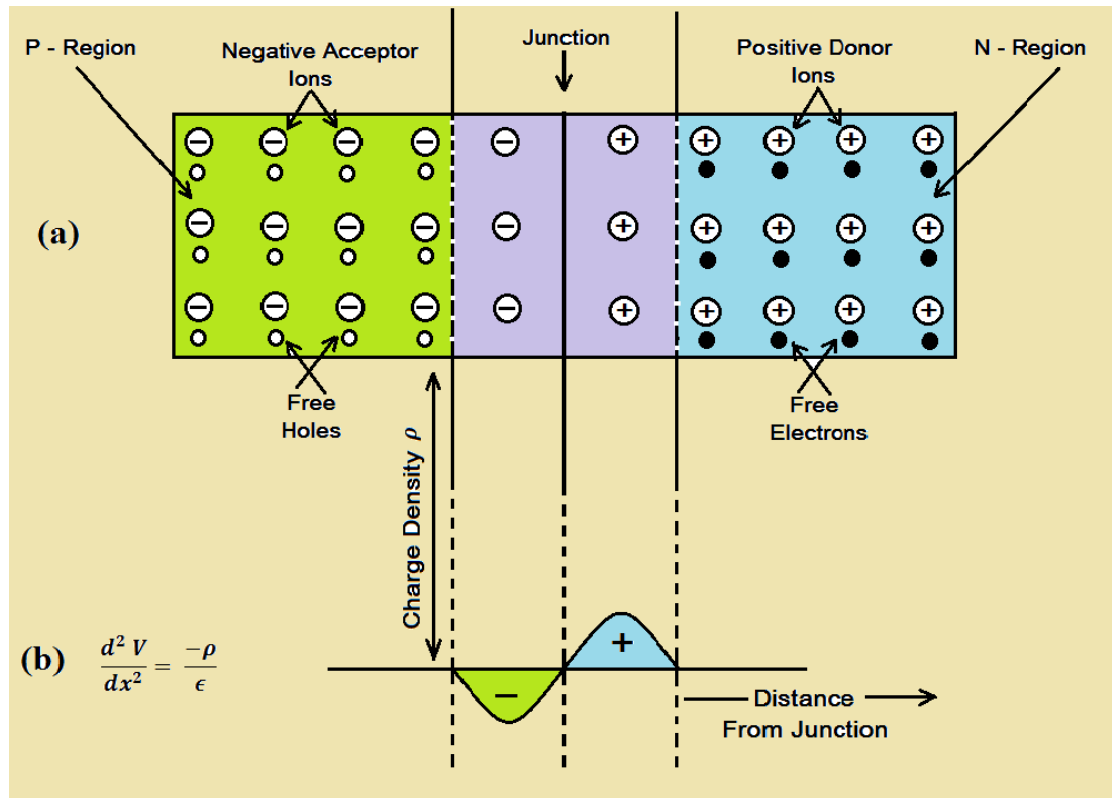 P - Region
Negative Acceptor
Ions
Junction
Positive Donor
Ions
N - Region
(a)
Free
Holes
Free
Electrons
Charge Density ρ
(b) d² V / dx² = -ρ / ϵ
− +
Distance
From Junction